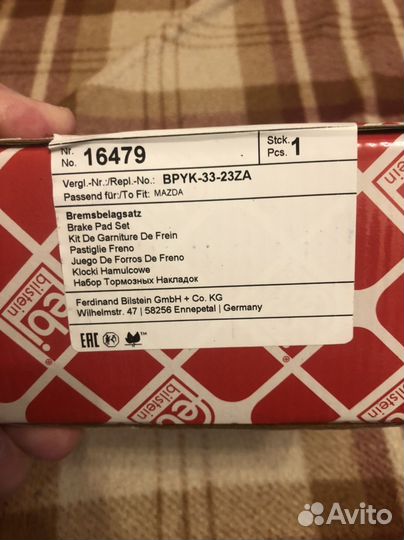 Nr.
No. 16479
Stck.
Pcs. 1
Vergl.-Nr:/Repl.-No.: BPYK-33-23ZA
Passend für:/To Fit: MAZDA
Bremsbelagsatz
Brake Pad Set
Kit De Garniture De Frein
Pastiglie Freno
Juego De Forros De Freno
Klocki Hamulcowe
Набор Тормозных Накладок
Ferdinand Bilstein GmbH + Co. KG
Wilhelmstr. 47 | 58256 Ennepetal | Germany
EAC
febi
bilstein
febi
bilstein
Avito